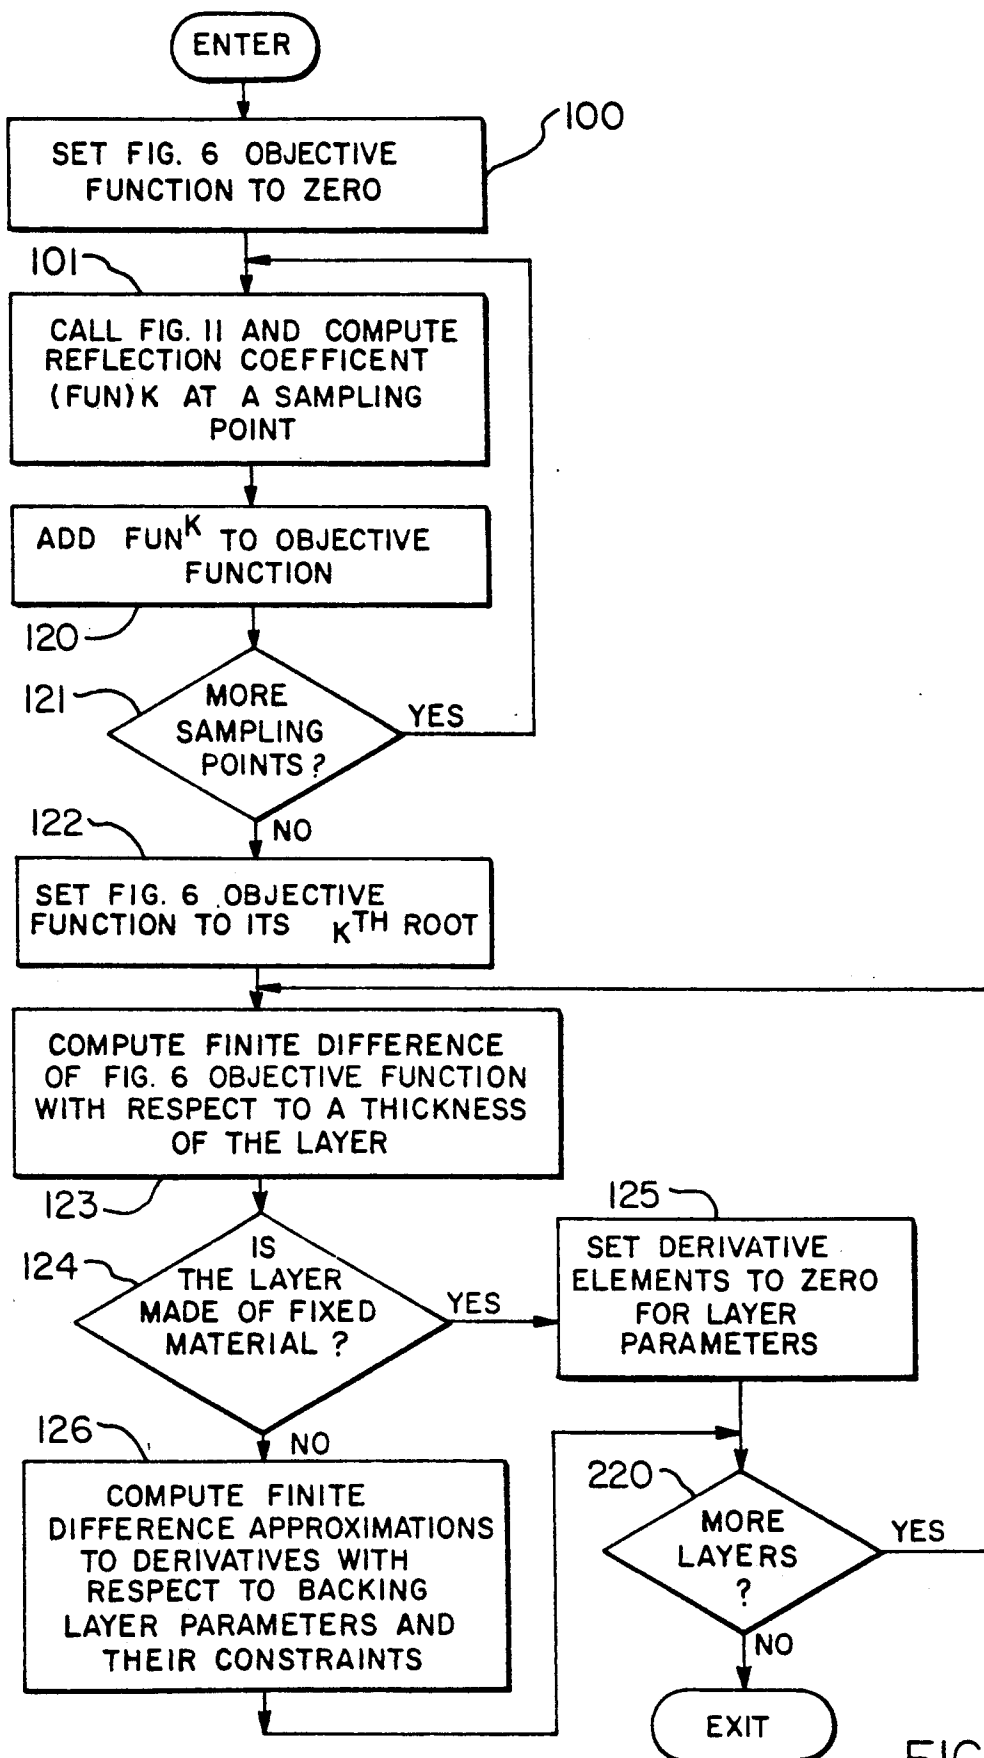 ENTER
100
SET FIG. 6 OBJECTIVE
FUNCTION TO ZERO
101
CALL FIG. 11 AND COMPUTE
REFLECTION COEFFICENT
(FUN)K AT A SAMPLING
POINT
ADD FUN^K TO OBJECTIVE
FUNCTION
120
121
MORE
SAMPLING
POINTS?
YES
NO
122
SET FIG. 6 OBJECTIVE
FUNCTION TO ITS K^TH ROOT
COMPUTE FINITE DIFFERENCE
OF FIG. 6 OBJECTIVE FUNCTION
WITH RESPECT TO A THICKNESS
OF THE LAYER
123
124
IS
THE LAYER
MADE OF FIXED
MATERIAL ?
YES
NO
125
SET DERIVATIVE
ELEMENTS TO ZERO
FOR LAYER
PARAMETERS
126
COMPUTE FINITE
DIFFERENCE APPROXIMATIONS
TO DERIVATIVES WITH
RESPECT TO BACKING
LAYER PARAMETERS AND
THEIR CONSTRAINTS
220
MORE
LAYERS
?
YES
NO
EXIT
FIG